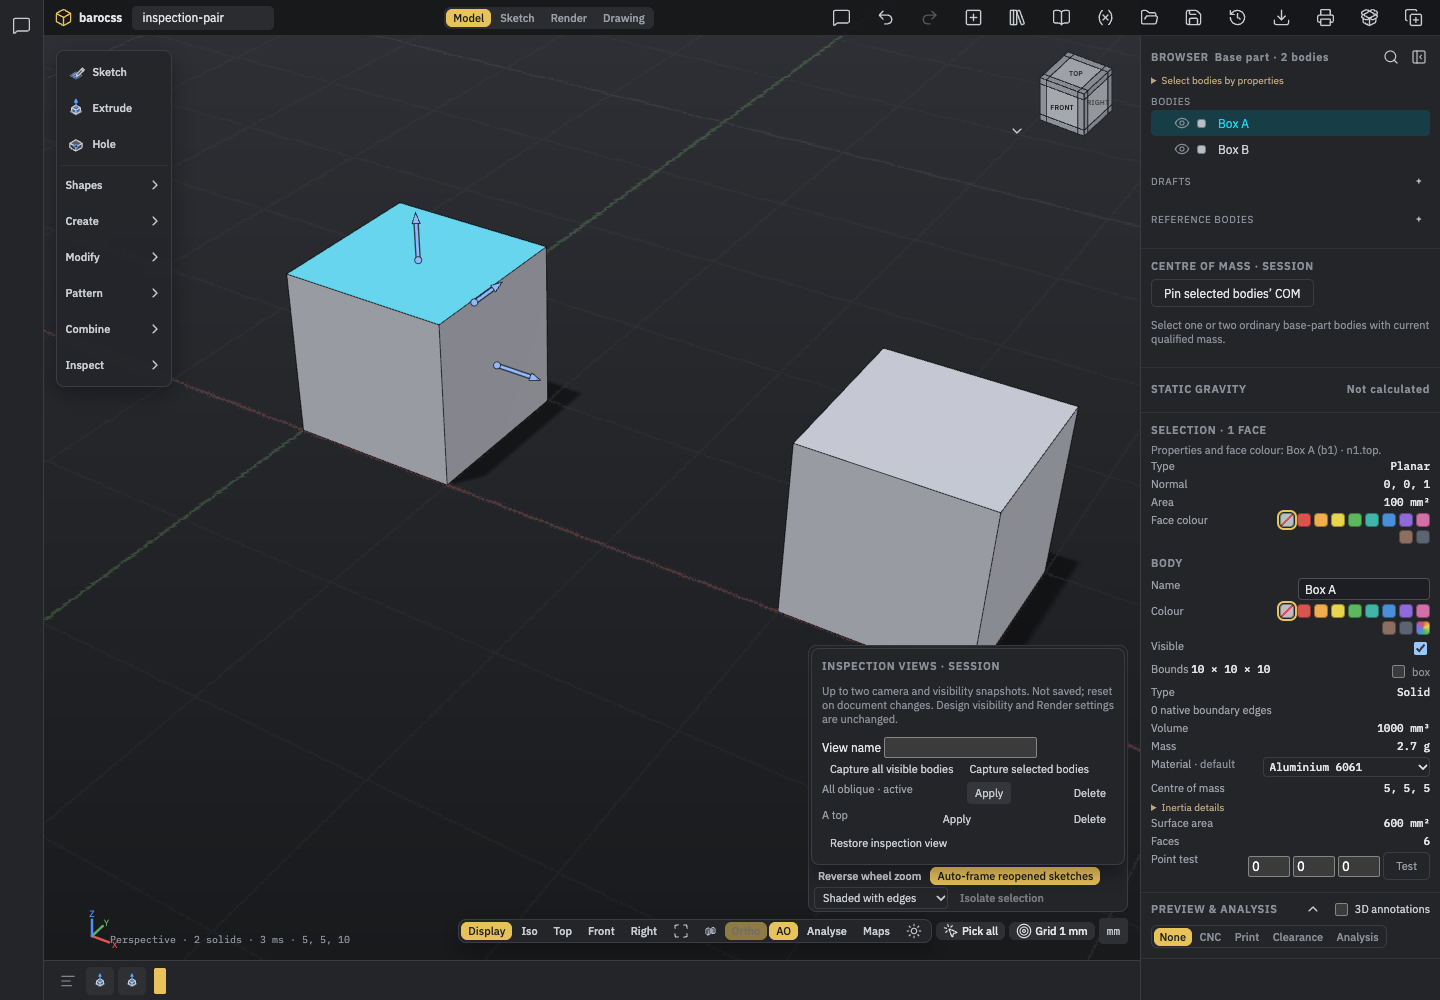 barocss
inspection-pair
Model Sketch Render Drawing
Sketch
Extrude
Hole
Shapes
Create
Modify
Pattern
Combine
Inspect
TOP
FRONT
RIGHT
BROWSER Base part · 2 bodies
Select bodies by properties
BODIES
Box A
Box B
DRAFTS +
REFERENCE BODIES +
CENTRE OF MASS · SESSION
Pin selected bodies’ COM
Select one or two ordinary base-part bodies with current
qualified mass.
STATIC GRAVITY Not calculated
SELECTION · 1 FACE
Properties and face colour: Box A (b1) · n1.top.
Type Planar
Normal 0, 0, 1
Area 100 mm²
Face colour
BODY
Name Box A
Colour
Visible
Bounds 10 × 10 × 10 box
Type Solid
0 native boundary edges
Volume 1000 mm³
Mass 2.7 g
Material · default Aluminium 6061
Centre of mass 5, 5, 5
Inertia details
Surface area 600 mm²
Faces 6
Point test 0 0 0 Test
PREVIEW & ANALYSIS 3D annotations
None CNC Print Clearance Analysis
INSPECTION VIEWS · SESSION
Up to two camera and visibility snapshots. Not saved; reset
on document changes. Design visibility and Render settings
are unchanged.
View name
Capture all visible bodies Capture selected bodies
All oblique · active Apply Delete
A top Apply Delete
Restore inspection view
Reverse wheel zoom Auto-frame reopened sketches
Shaded with edges Isolate selection
Z
Y
X
Perspective · 2 solids · 3 ms · 5, 5, 10
Display Iso Top Front Right Ortho AO Analyse Maps Pick all Grid 1 mm mm